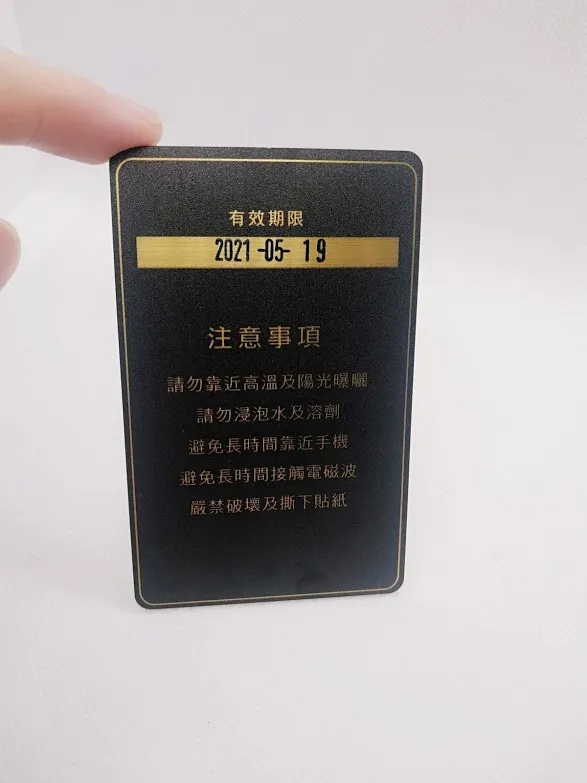 有效期限
2021-05-19
注意事項
請勿靠近高溫及陽光曝曬
請勿浸泡水及溶劑
避免長時間靠近手機
避免長時間接觸電磁波
嚴禁破壞及撕下貼紙